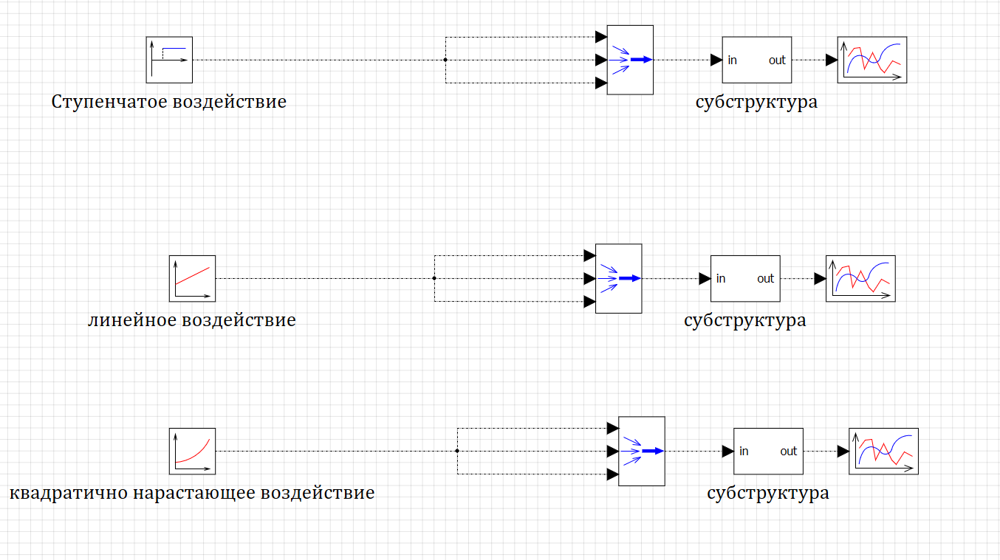 in out
Ступенчатое воздействие
субструктура
in out
линейное воздействие
субструктура
in out
квадратично нарастающее воздействие
субструктура